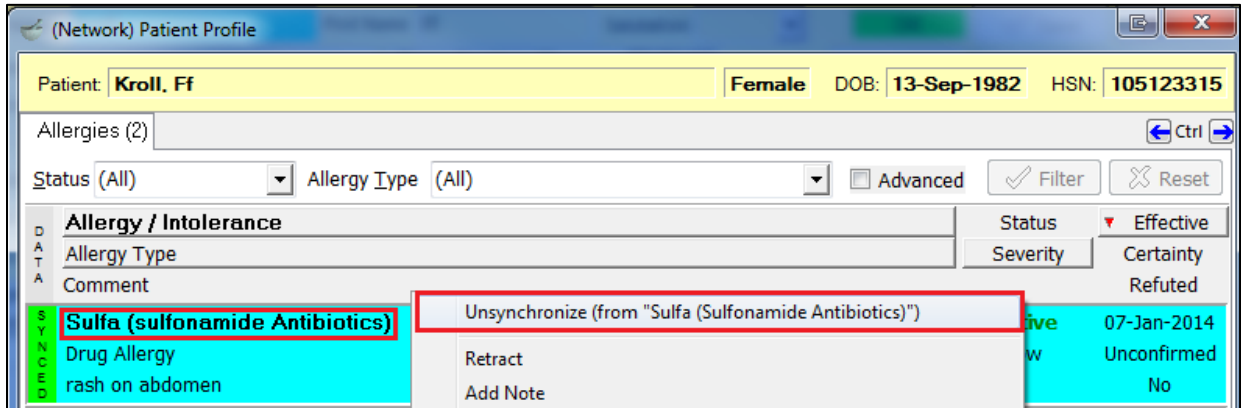 (Network) Patient Profile
Patient: Kroll, Ff Female DOB: 13-Sep-1982 HSN: 105123315
Allergies (2) Ctrl
Status (All) Allergy Type (All) Advanced Filter Reset
DATA
Allergy / Intolerance Status Effective
Allergy Type Severity Certainty
Comment Refuted
SYNCED
Sulfa (sulfonamide Antibiotics) Unsynchronize (from "Sulfa (Sulfonamide Antibiotics)") 07-Jan-2014
Drug Allergy Retract Unconfirmed
rash on abdomen Add Note No